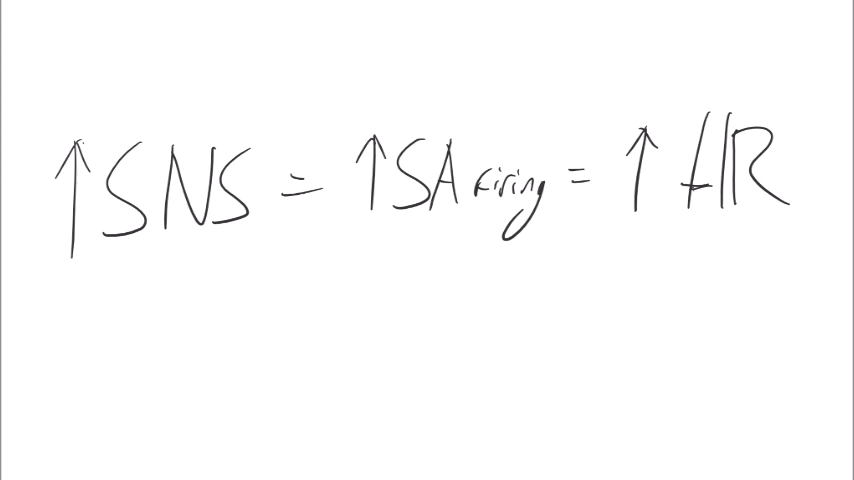 ↑SNS = ↑SA firing = ↑ HR